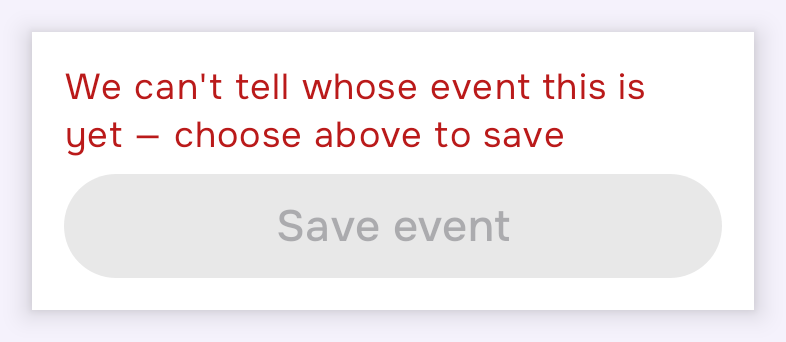 We can't tell whose event this is
yet — choose above to save
Save event